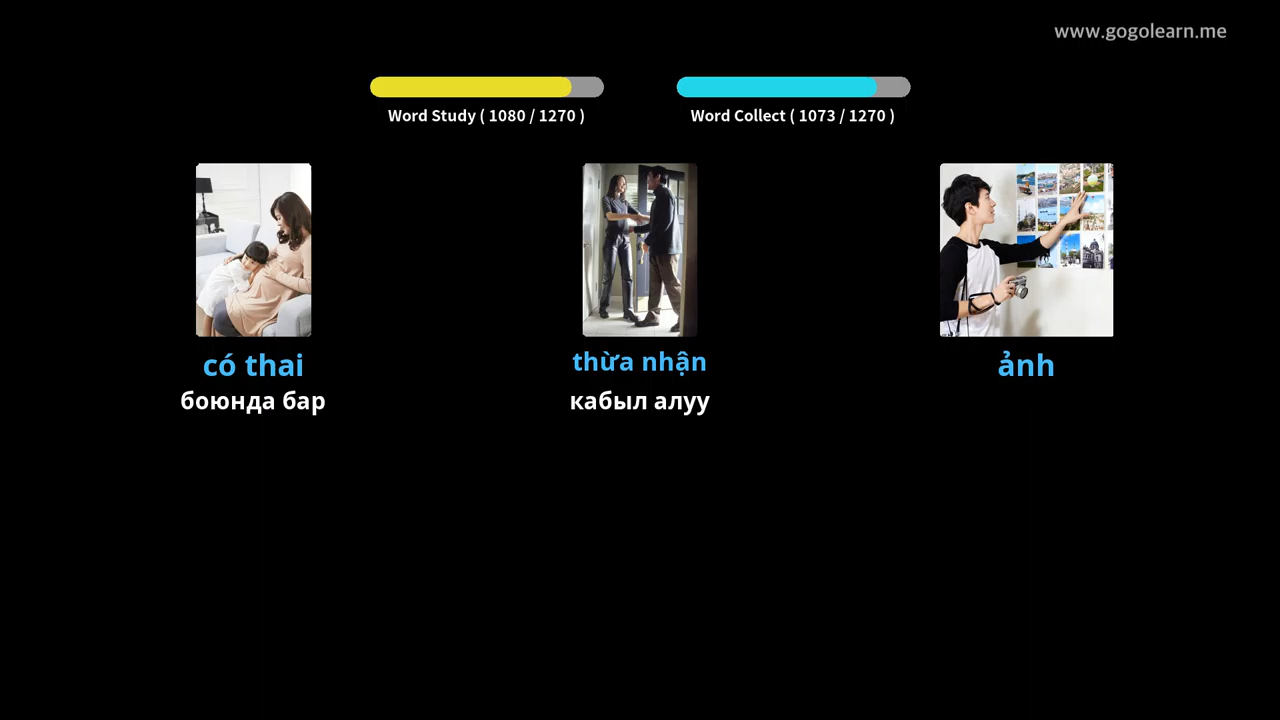 www.gogolearn.me
Word Study ( 1080 / 1270 )
Word Collect ( 1073 / 1270 )
có thai
thừa nhận
ảnh
боюнда бар
кабыл алуу